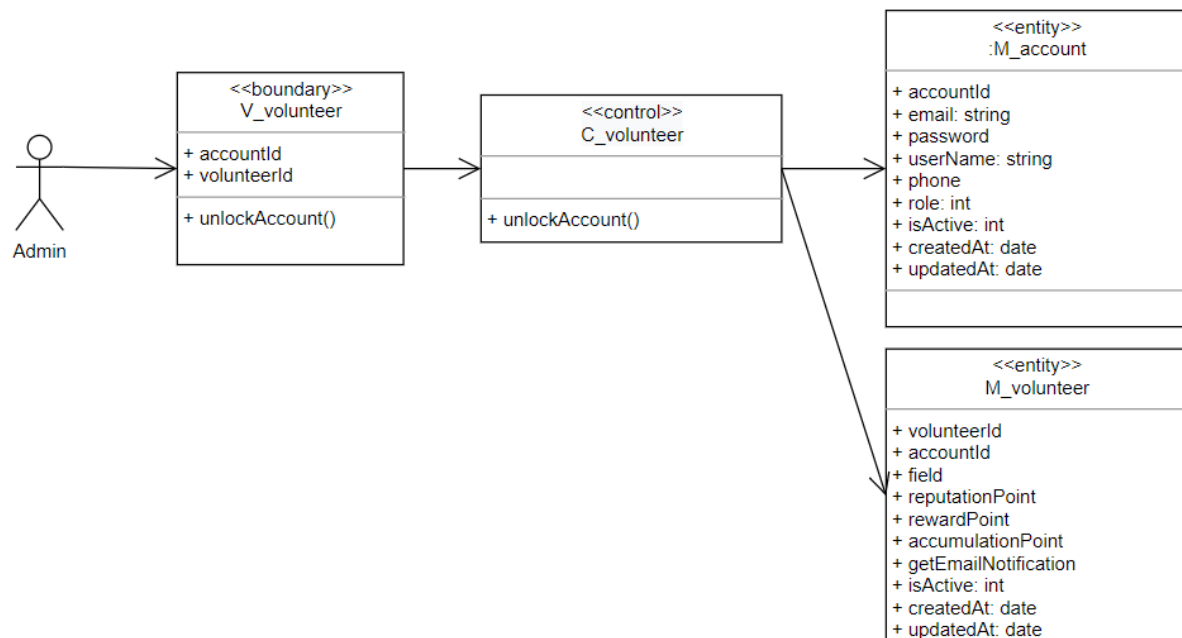 Admin
<<boundary>>
V_volunteer
+ accountId
+ volunteerId
+ unlockAccount()
<<control>>
C_volunteer
+ unlockAccount()
<<entity>>
:M_account
+ accountId
+ email: string
+ password
+ userName: string
+ phone
+ role: int
+ isActive: int
+ createdAt: date
+ updatedAt: date
<<entity>>
M_volunteer
+ volunteerId
+ accountId
+ field
+ reputationPoint
+ rewardPoint
+ accumulationPoint
+ getEmailNotification
+ isActive: int
+ createdAt: date
+ updatedAt: date